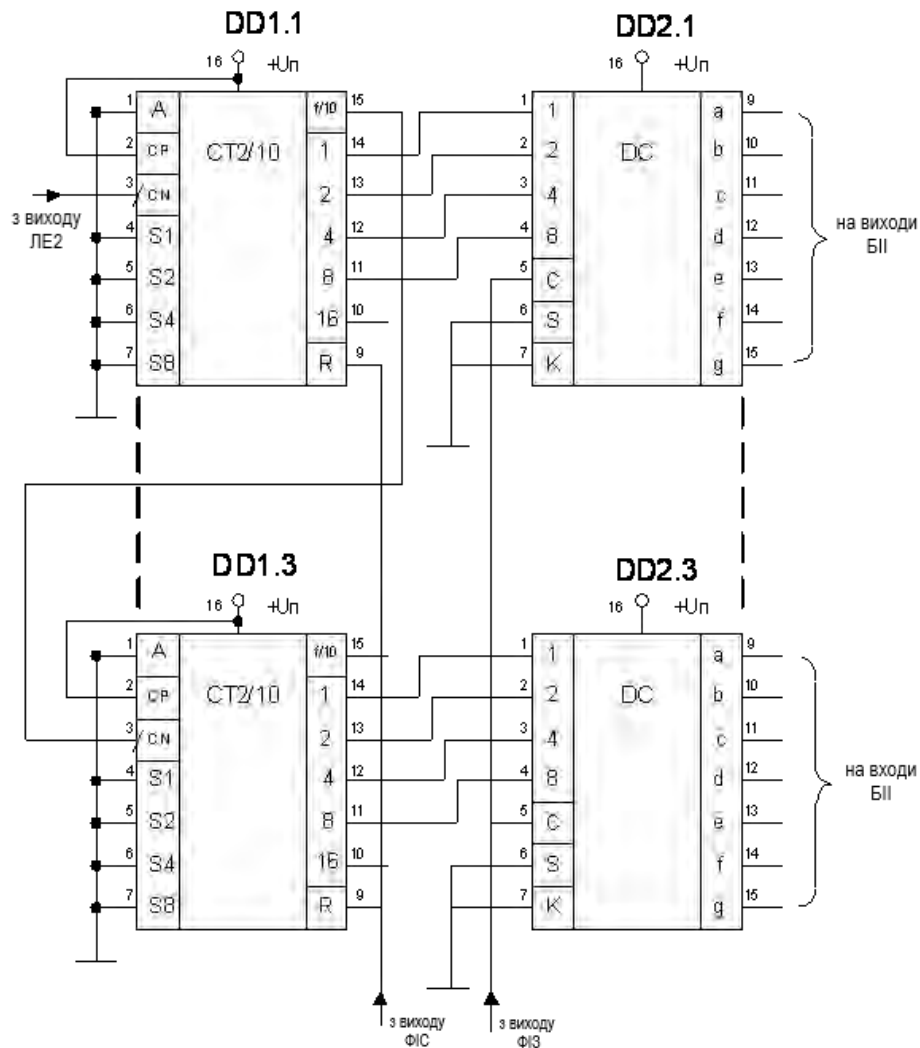 DD1.1
DD2.1
16 +Uп
16 +Uп
1 A f/10 15
2 CP CT2/10 1 14
3 CN 2 13
4 S1 4 12
5 S2 8 11
6 S4 16 10
7 S8 R 9
1 1 a 9
2 2 DC b 10
3 4 c 11
4 8 d 12
5 C e 13
6 S f 14
7 K g 15
з виходу
ЛЕ2
на виходи
БІІ
DD1.3
DD2.3
16 +Uп
16 +Uп
1 A f/10 15
2 CP CT2/10 1 14
3 CN 2 13
4 S1 4 12
5 S2 8 11
6 S4 16 10
7 S8 R 9
1 1 a 9
2 2 DC b 10
3 4 c 11
4 8 d 12
5 C e 13
6 S f 14
7 K g 15
на входи
БІІ
з виходу
ФІС
з виходу
ФІЗ